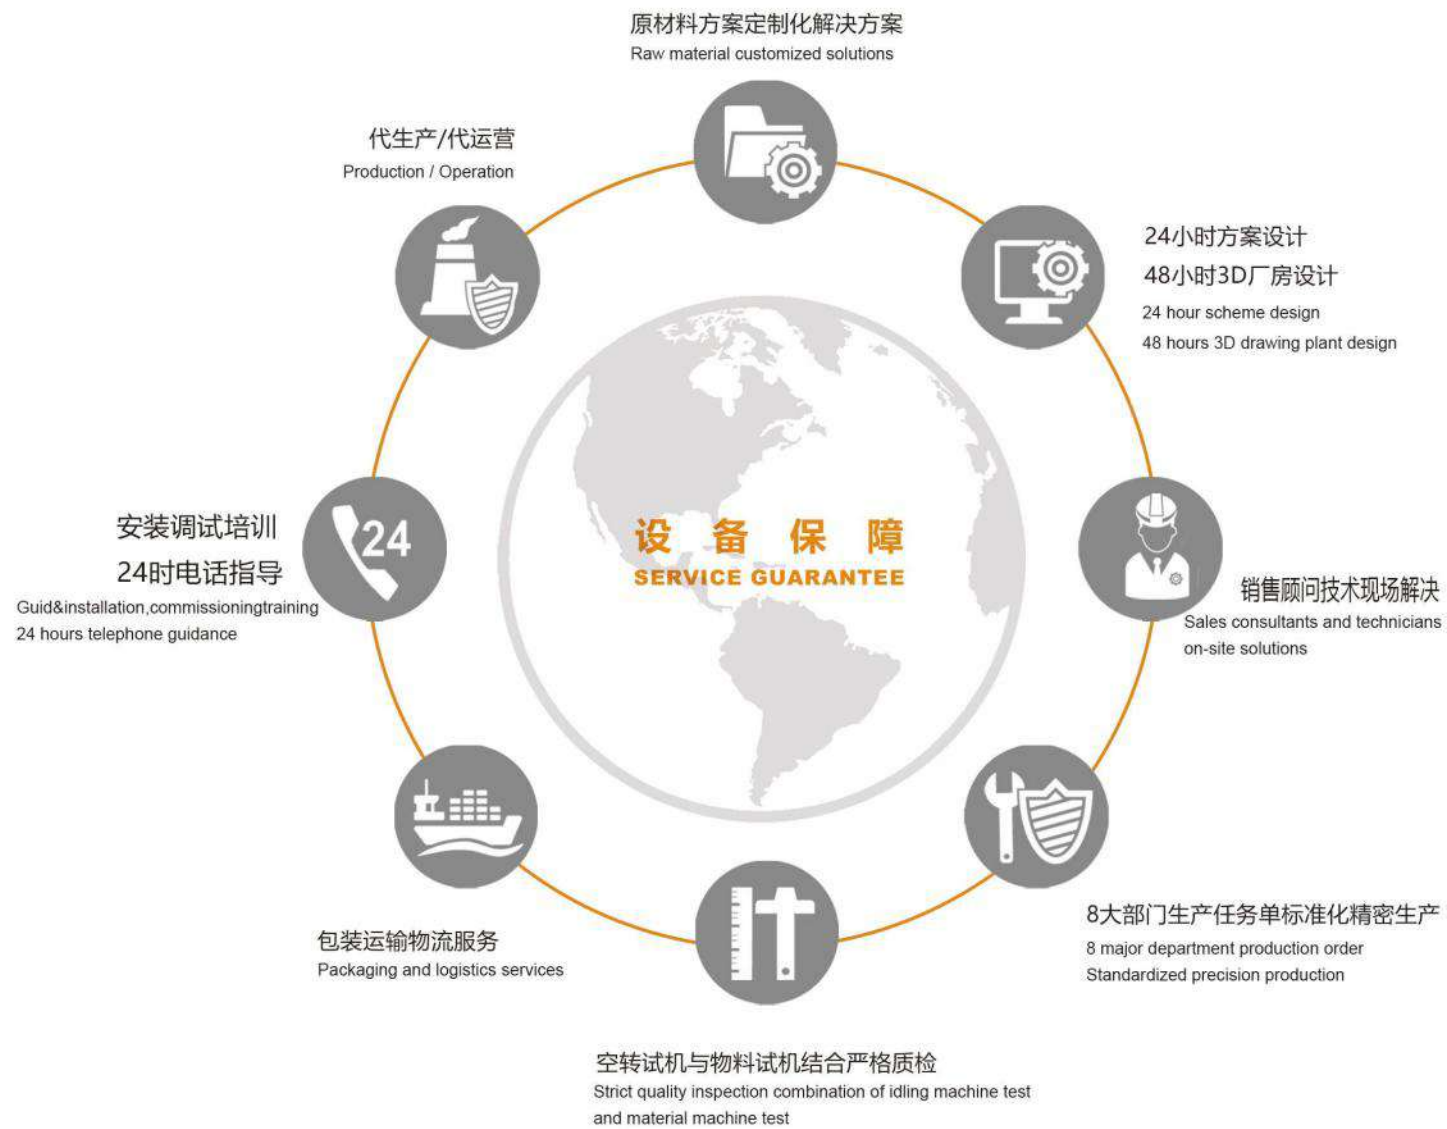 原材料方案定制化解决方案
Raw material customized solutions
代生产/代运营
Production / Operation
24小时方案设计
48小时3D厂房设计
24 hour scheme design
48 hours 3D drawing plant design
安装调试培训
24时电话指导
Guid&installation,commissioningtraining
24 hours telephone guidance
24
设备保障
SERVICE GUARANTEE
销售顾问技术现场解决
Sales consultants and technicians
on-site solutions
包装运输物流服务
Packaging and logistics services
8大部门生产任务单标准化精密生产
8 major department production order
Standardized precision production
空转试机与物料试机结合严格质检
Strict quality inspection combination of idling machine test
and material machine test